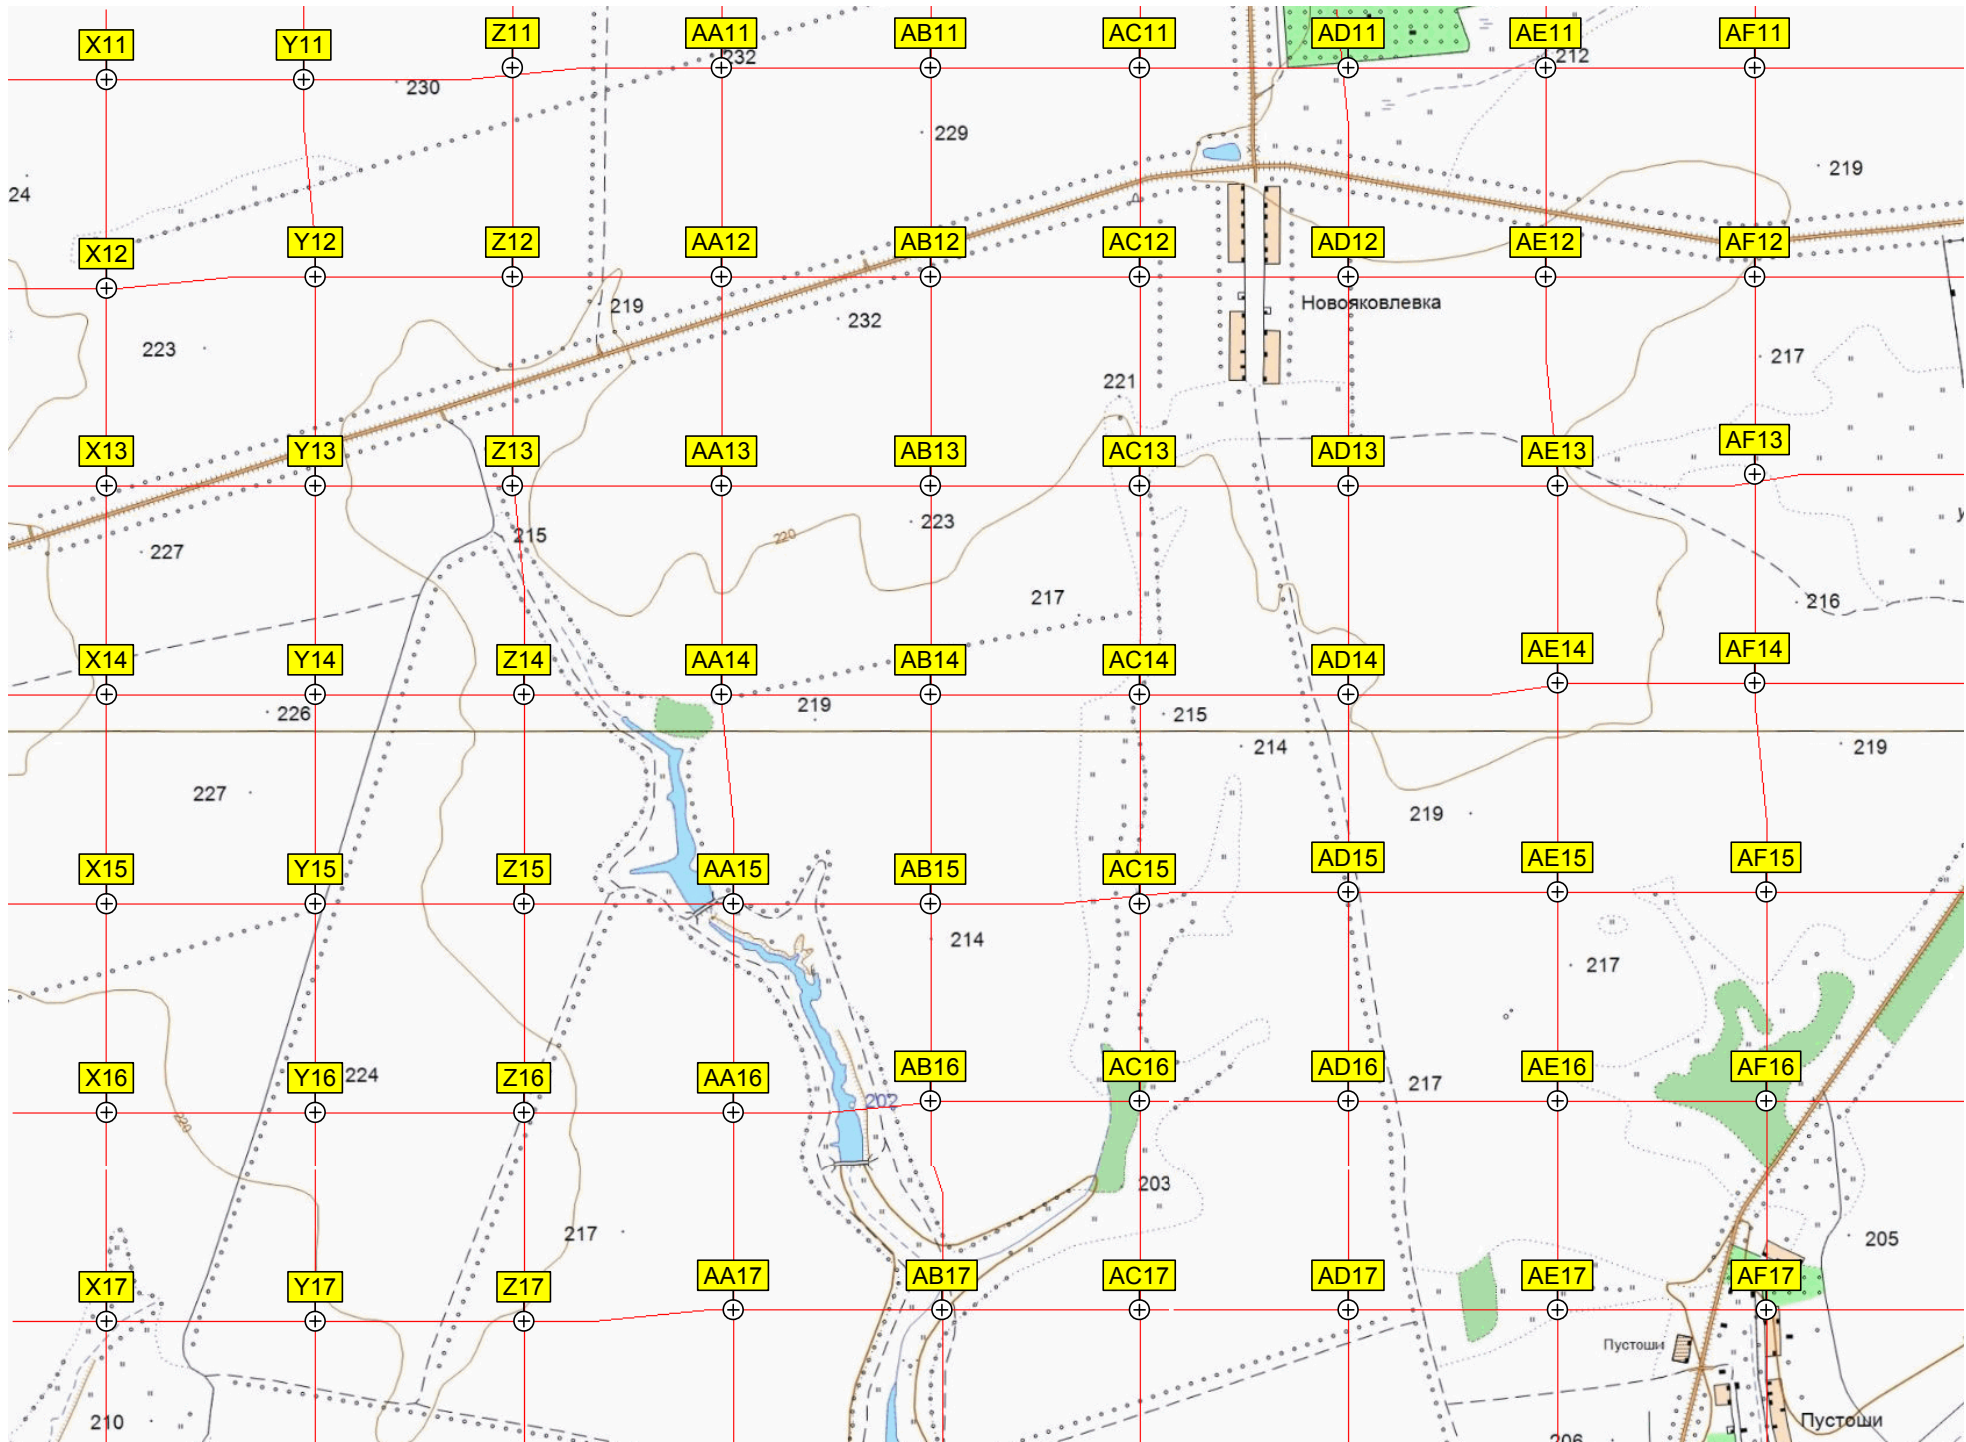 X11 Y11 Z11 AA11 AB11 AC11 AD11 AE11 AF11
230 232 212
229 219
24
X12 Y12 Z12 AA12 AB12 AC12 AD12 AE12 AF12
219 232 Новояковлевка
223 217
221
X13 Y13 Z13 AA13 AB13 AC13 AD13 AE13 AF13
227 215 220 223
217 216
X14 Y14 Z14 AA14 AB14 AC14 AD14 AE14 AF14
226 219 215
214 219
227 219
X15 Y15 Z15 AA15 AB15 AC15 AD15 AE15 AF15
214 217
X16 Y16 Z16 AA16 AB16 AC16 AD16 AE16 AF16
224 202 217
220
203
217 205
X17 Y17 Z17 AA17 AB17 AC17 AD17 AE17 AF17
Пустоши
210 206 Пустоши